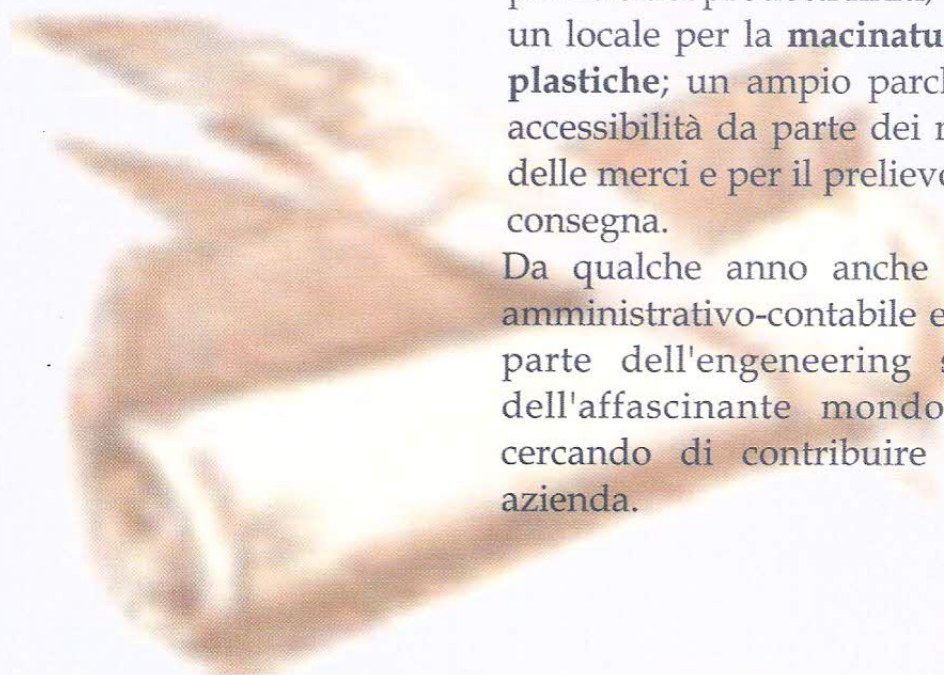 un locale per la macinatu
plastiche; un ampio parch
accessibilità da parte dei
delle merci e per il prelievo
consegna.
Da qualche anno anche
amministrativo-contabile e
parte dell'engeneering s
dell'affascinante mondo
cercando di contribuire
azienda.